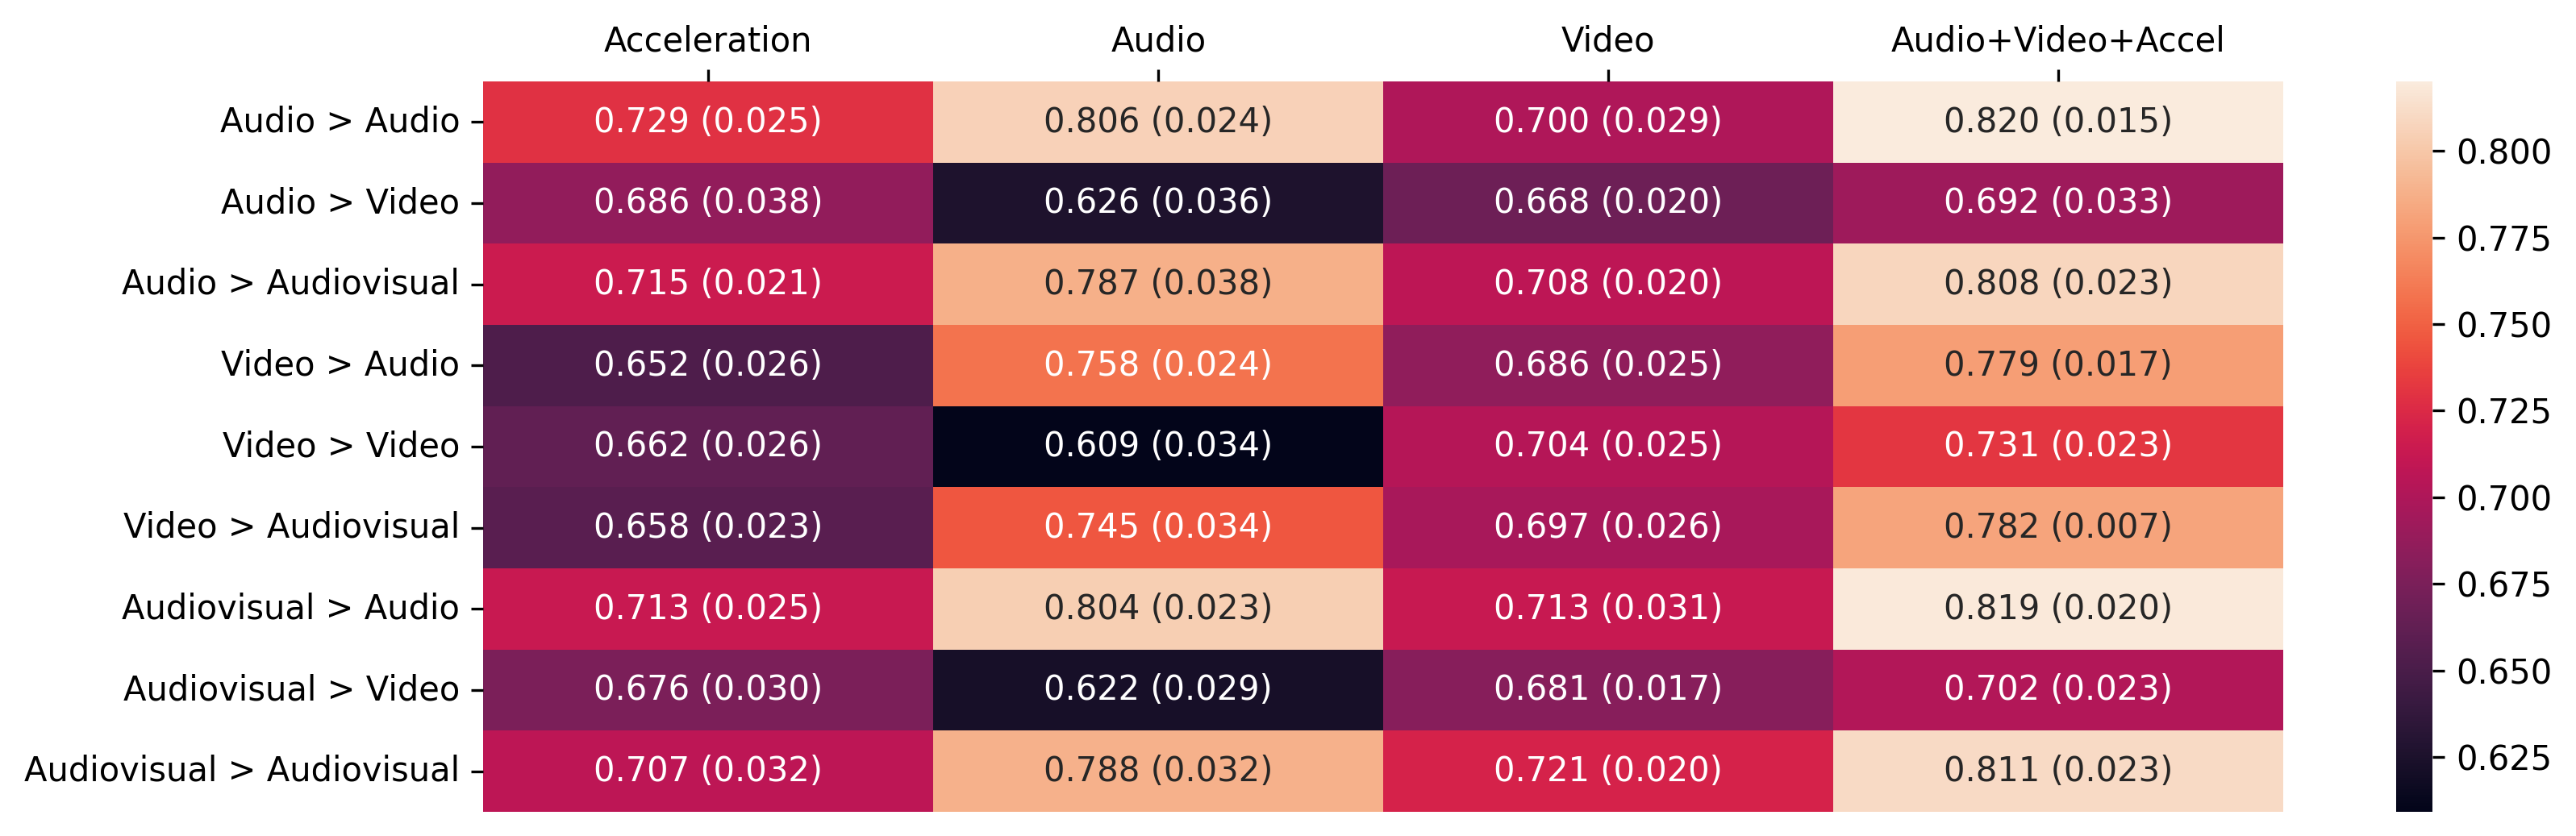 Acceleration Audio Video Audio+Video+Accel
Audio > Audio 0.729 (0.025) 0.806 (0.024) 0.700 (0.029) 0.820 (0.015)
Audio > Video 0.686 (0.038) 0.626 (0.036) 0.668 (0.020) 0.692 (0.033)
Audio > Audiovisual 0.715 (0.021) 0.787 (0.038) 0.708 (0.020) 0.808 (0.023)
Video > Audio 0.652 (0.026) 0.758 (0.024) 0.686 (0.025) 0.779 (0.017)
Video > Video 0.662 (0.026) 0.609 (0.034) 0.704 (0.025) 0.731 (0.023)
Video > Audiovisual 0.658 (0.023) 0.745 (0.034) 0.697 (0.026) 0.782 (0.007)
Audiovisual > Audio 0.713 (0.025) 0.804 (0.023) 0.713 (0.031) 0.819 (0.020)
Audiovisual > Video 0.676 (0.030) 0.622 (0.029) 0.681 (0.017) 0.702 (0.023)
Audiovisual > Audiovisual 0.707 (0.032) 0.788 (0.032) 0.721 (0.020) 0.811 (0.023)
0.800
0.775
0.750
0.725
0.700
0.675
0.650
0.625